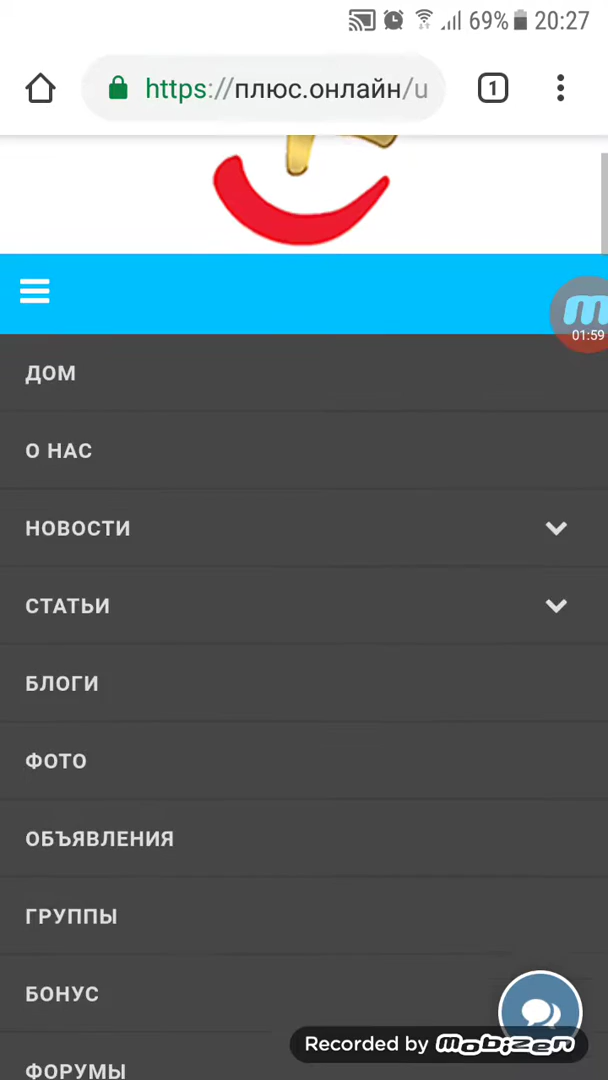 69% 20:27
https://плюс.онлайн/u 1
m
01:59
ДОМ
О НАС
НОВОСТИ
СТАТЬИ
БЛОГИ
ФОТО
ОБЪЯВЛЕНИЯ
ГРУППЫ
БОНУС
Recorded by mobizen
ФОРУМЫ